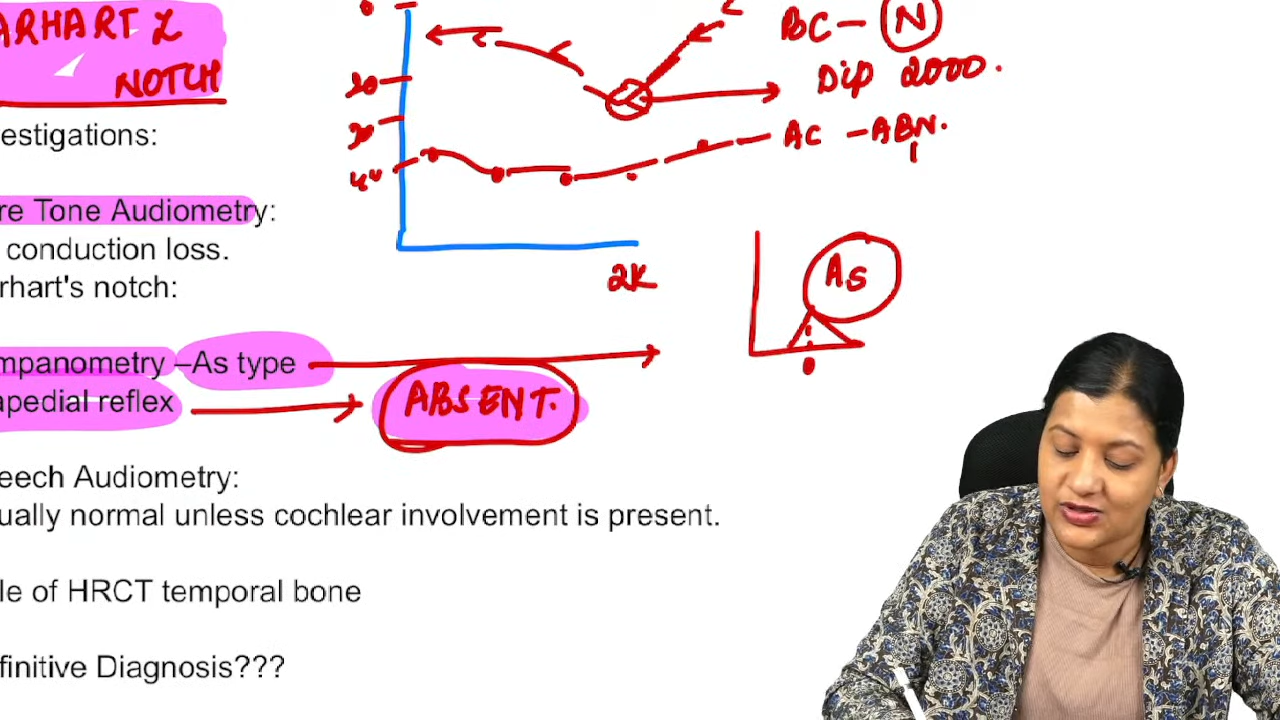 ARHART Z
NOTCH
BC - N
Dip 2000.
AC - ABN.
estigations:
re Tone Audiometry:
conduction loss.
rhart's notch:
2K
As
mpanometry –As type
apedial reflex
ABSENT.
0
eech Audiometry:
ually normal unless cochlear involvement is present.
le of HRCT temporal bone
finitive Diagnosis???